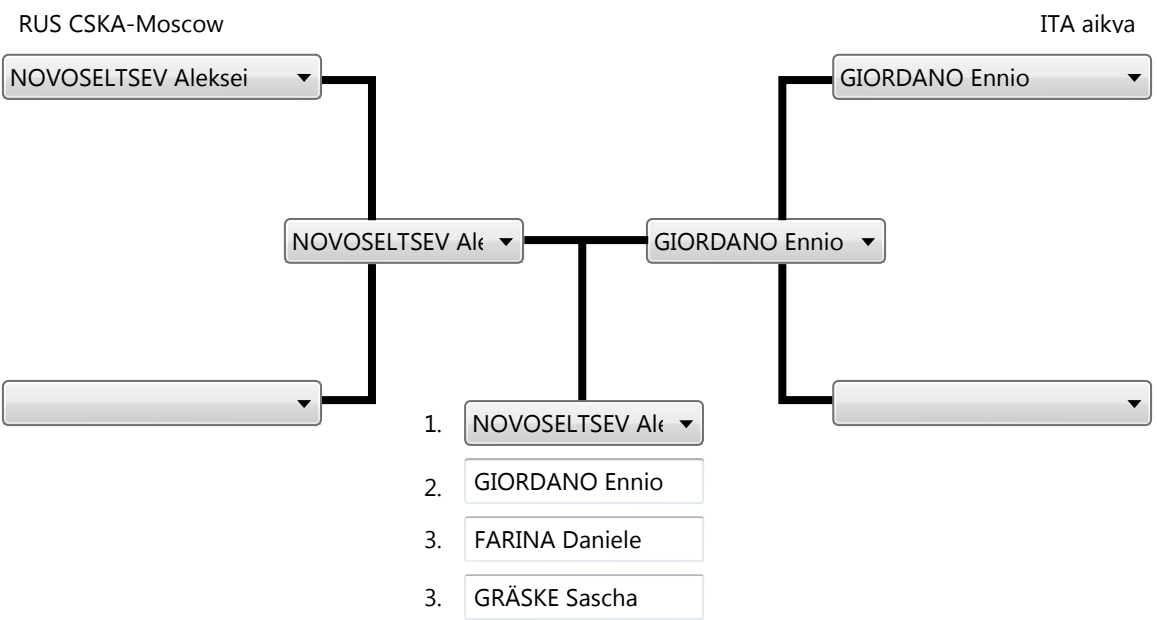 RUS CSKA-Moscow
ITA aikya
NOVOSELTSEV Aleksei
GIORDANO Ennio
NOVOSELTSEV Ale
GIORDANO Ennio
1. NOVOSELTSEV Ale
2. GIORDANO Ennio
3. FARINA Daniele
3. GRÄSKE Sascha